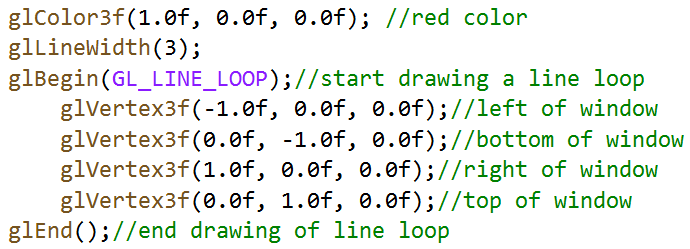 glColor3f(1.0f, 0.0f, 0.0f); //red color
glLineWidth(3);
glBegin(GL_LINE_LOOP);//start drawing a line loop
    glVertex3f(-1.0f, 0.0f, 0.0f);//left of window
    glVertex3f(0.0f, -1.0f, 0.0f);//bottom of window
    glVertex3f(1.0f, 0.0f, 0.0f);//right of window
    glVertex3f(0.0f, 1.0f, 0.0f);//top of window
glEnd();//end drawing of line loop